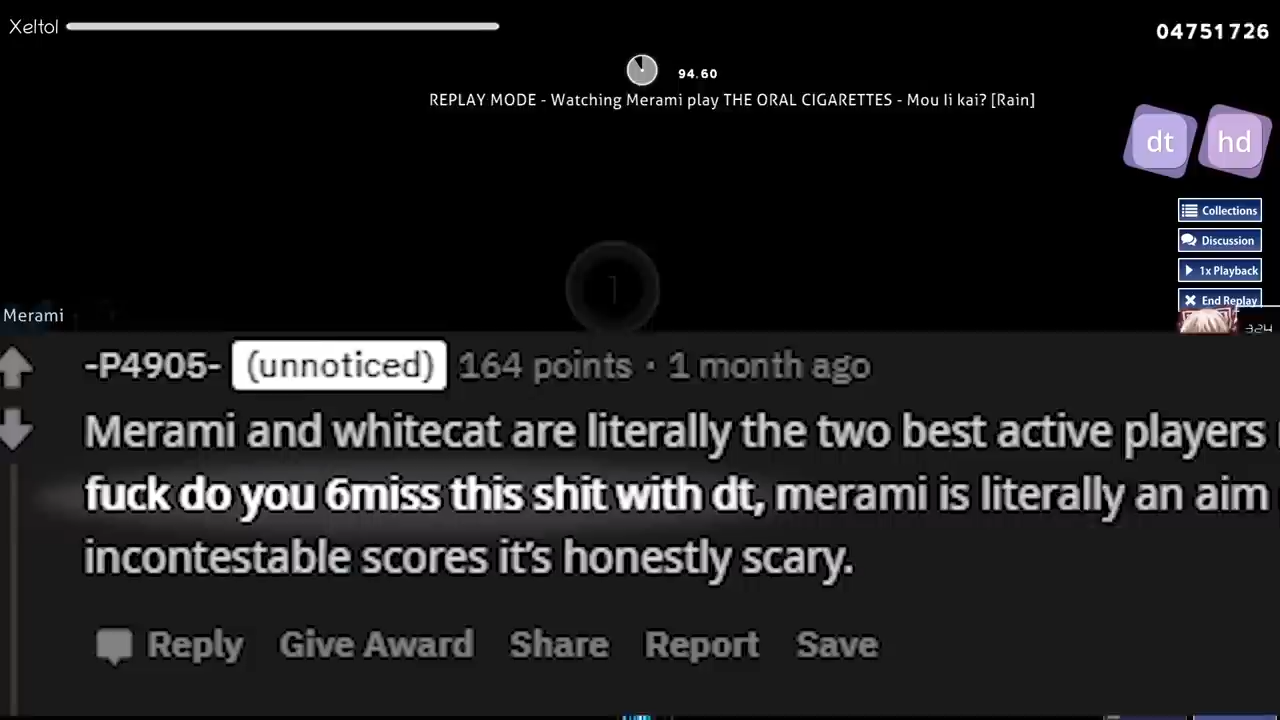 Xeltol
04751726
94.60
REPLAY MODE - Watching Merami play THE ORAL CIGARETTES - Mou Ii kai? [Rain]
dt hd
Collections
Discussion
1x Playback
End Replay
1
Merami
324
-P4905- (unnoticed) 164 points · 1 month ago
Merami and whitecat are literally the two best active players
fuck do you 6miss this shit with dt, merami is literally an aim
incontestable scores it's honestly scary.
Reply Give Award Share Report Save